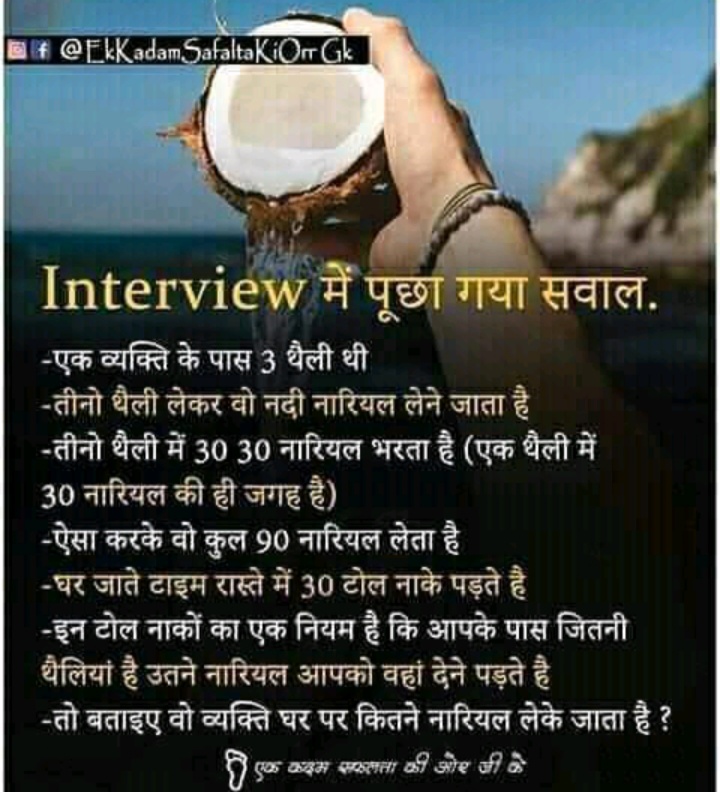 @EkKadamSafaltaKiOrr Gk
Interview में पूछा गया सवाल.
-एक व्यक्ति के पास 3 थैली थी
-तीनो थैली लेकर वो नदी नारियल लेने जाता है
-तीनो थैली में 30 30 नारियल भरता है (एक थैली में
30 नारियल की ही जगह है)
-ऐसा करके वो कुल 90 नारियल लेता है
-घर जाते टाइम रास्ते में 30 टोल नाके पड़ते है
-इन टोल नाकों का एक नियम है कि आपके पास जितनी
थैलियां है उतने नारियल आपको वहां देने पड़ते है
-तो बताइए वो व्यक्ति घर पर कितने नारियल लेके जाता है ?
एक कदम सफलता की ओर जी के